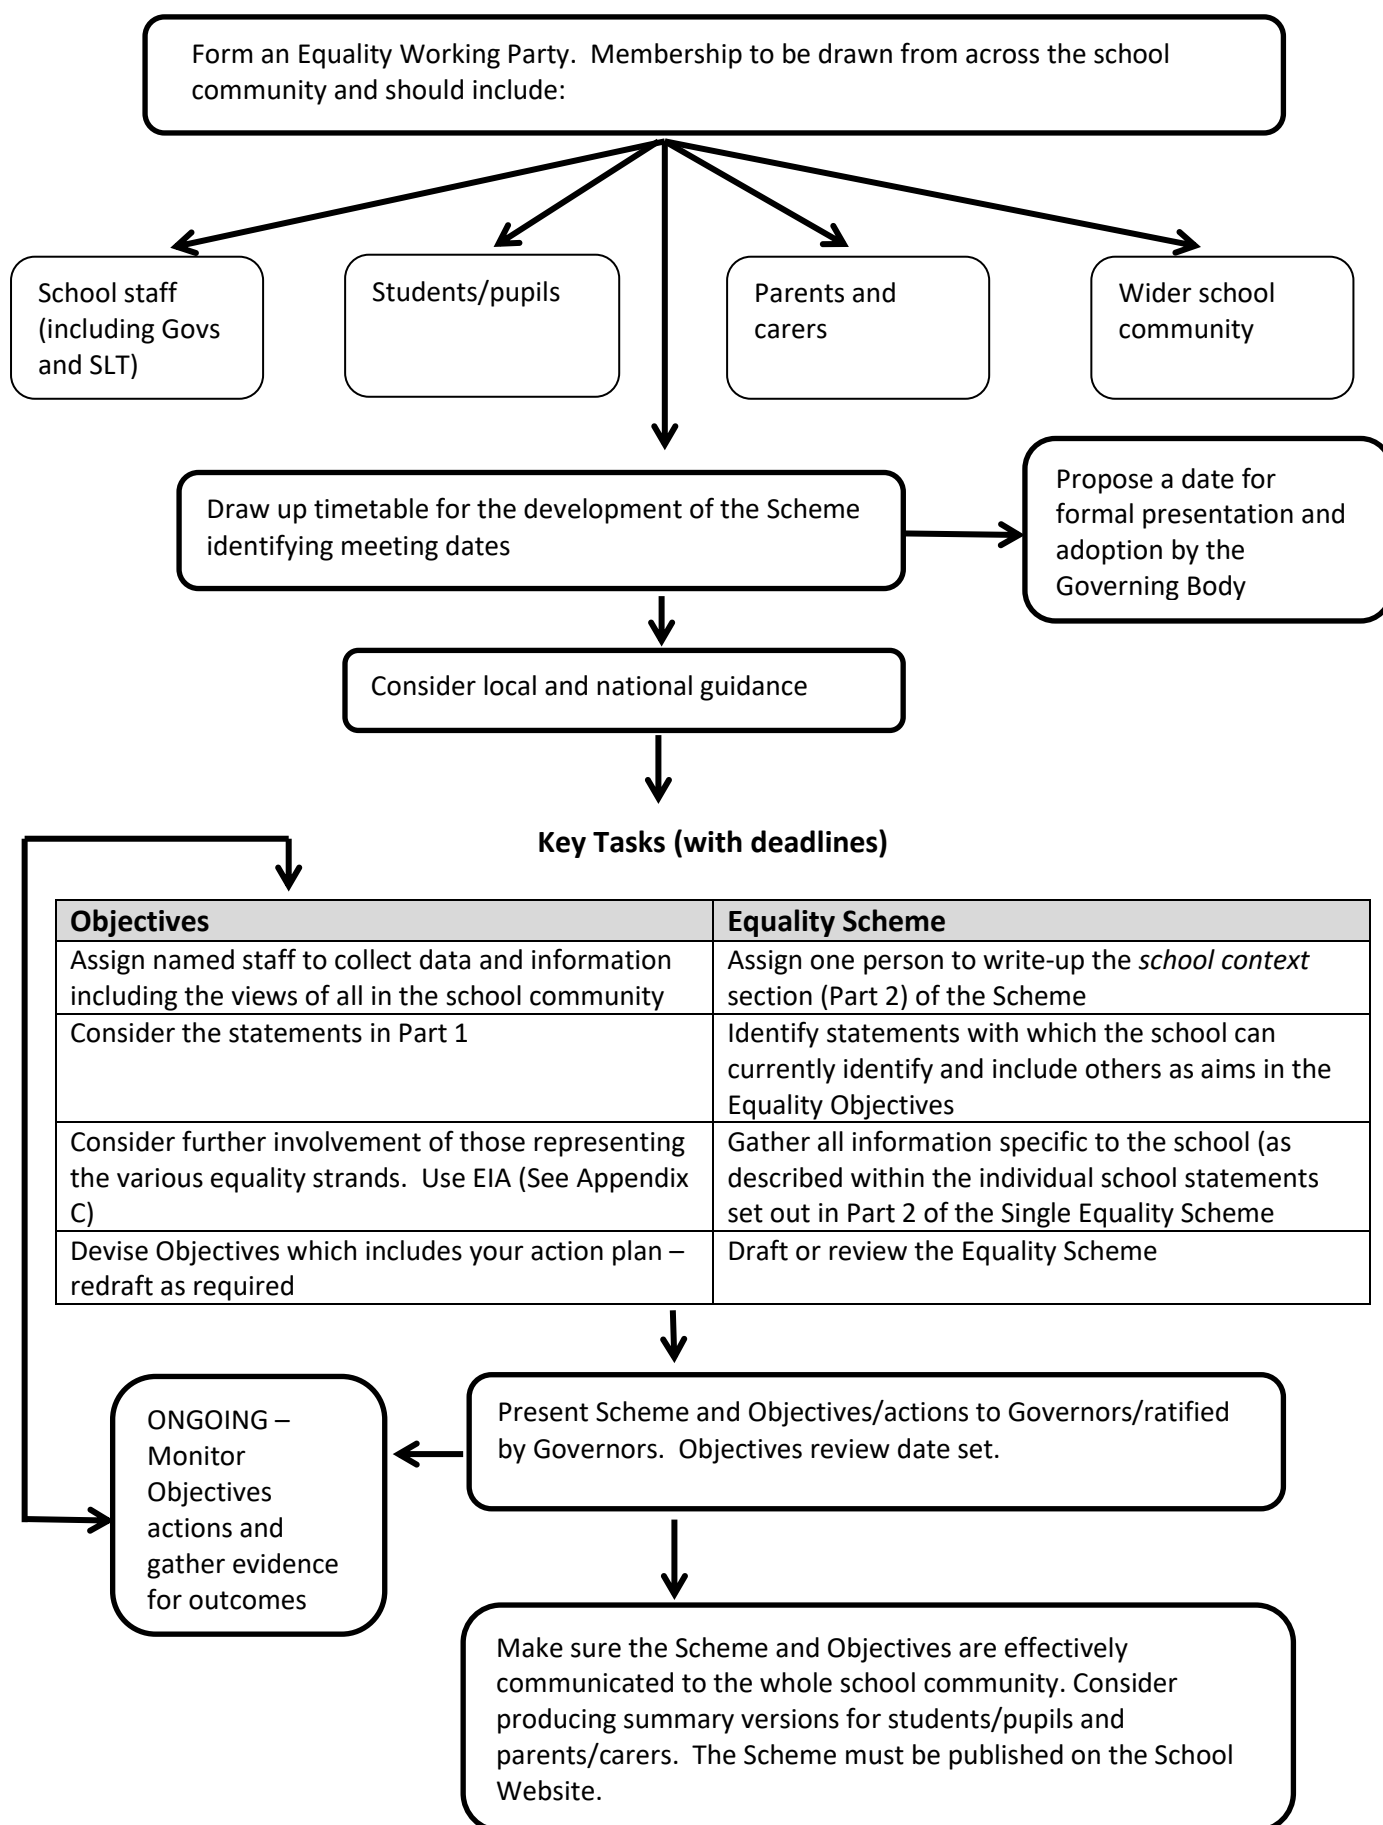 Form an Equality Working Party.  Membership to be drawn from across the school
community and should include:
School staff
(including Govs
and SLT)
Students/pupils
Parents and
carers
Wider school
community
Draw up timetable for the development of the Scheme
identifying meeting dates
Propose a date for
formal presentation and
adoption by the
Governing Body
Consider local and national guidance
Key Tasks (with deadlines)
Objectives
Equality Scheme
Assign named staff to collect data and information
including the views of all in the school community
Assign one person to write-up the school context
section (Part 2) of the Scheme
Consider the statements in Part 1
Identify statements with which the school can
currently identify and include others as aims in the
Equality Objectives
Consider further involvement of those representing
the various equality strands.  Use EIA (See Appendix
C)
Gather all information specific to the school (as
described within the individual school statements
set out in Part 2 of the Single Equality Scheme
Devise Objectives which includes your action plan –
redraft as required
Draft or review the Equality Scheme
Present Scheme and Objectives/actions to Governors/ratified
by Governors.  Objectives review date set.
ONGOING –
Monitor
Objectives
actions and
gather evidence
for outcomes
Make sure the Scheme and Objectives are effectively
communicated to the whole school community. Consider
producing summary versions for students/pupils and
parents/carers.  The Scheme must be published on the School
Website.